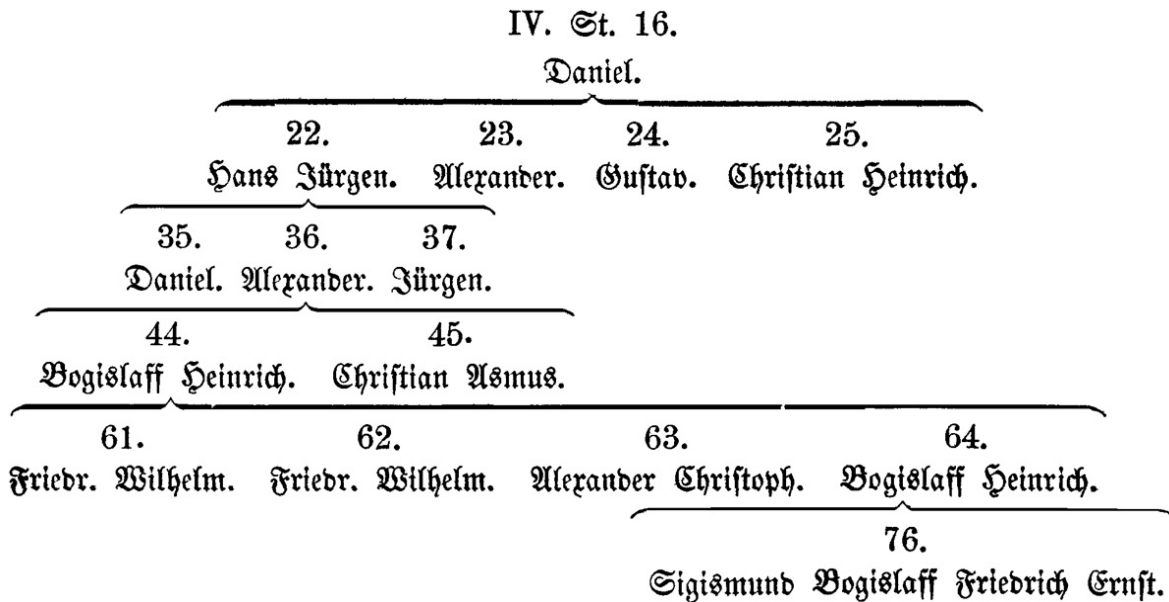 IV. St. 16.
Daniel.
22. 23. 24. 25.
Hans Jürgen. Alexander. Gustav. Christian Heinrich.
35. 36. 37.
Daniel. Alexander. Jürgen.
44. 45.
Bogislaff Heinrich. Christian Asmus.
61. 62. 63. 64.
Friedr. Wilhelm. Friedr. Wilhelm. Alexander Christoph. Bogislaff Heinrich.
76.
Sigismund Bogislaff Friedrich Ernst.